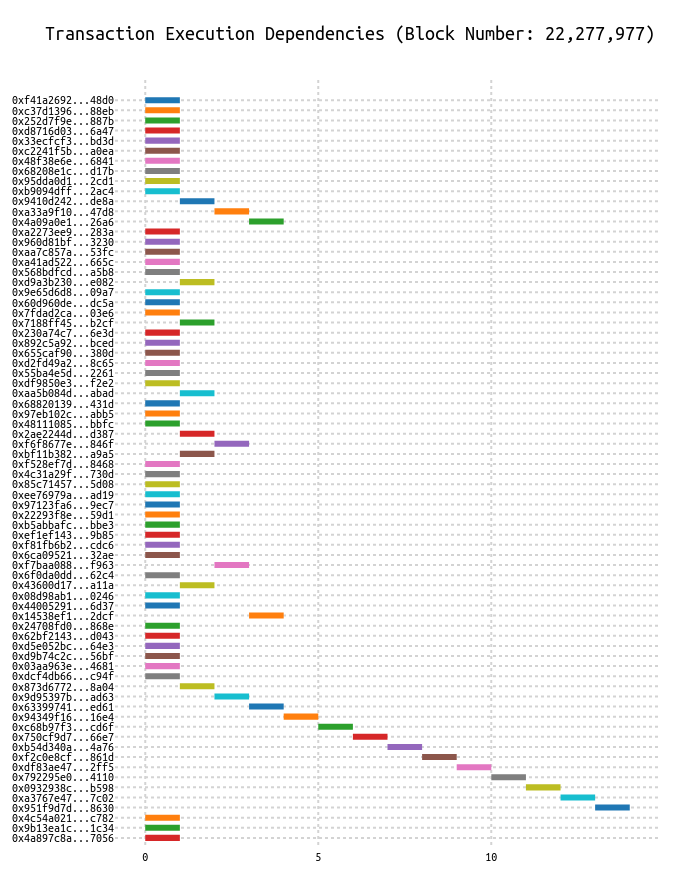 Transaction Execution Dependencies (Block Number: 22,277,977)
0xf41a2692...48d0
0xc37d1396...88eb
0x252d7f9e...887b
0xd8716d03...6a47
0x33ecfcf3...bd3d
0xc2241f5b...a0ea
0x48f38e6e...6841
0x68208e1c...d17b
0x95dda0d1...2cd1
0xb9094dff...2ac4
0x9410d242...de8a
0xa33a9f10...47d8
0x4a09a0e1...26a6
0xa2273ee9...283a
0x960d81bf...3230
0xaa7c857a...53fc
0xa41ad522...665c
0x568bdfcd...a5b8
0xd9a3b230...e082
0x9e65d6d8...09a7
0x60d960de...dc5a
0x7fdad2ca...03e6
0x7188ff45...b2cf
0x230a74c7...6e3d
0x892c5a92...bced
0x655caf90...380d
0xd2fd49a2...8c65
0x55ba4e5d...2261
0xdf9850e3...f2e2
0xaa5b084d...abad
0x68820139...431d
0x97eb102c...abb5
0x48111085...bbfc
0x2ae2244d...d387
0xf6f8677e...846f
0xbf11b382...a9a5
0xf528ef7d...8468
0x4c31a29f...730d
0x85c71457...5d08
0xee76979a...ad19
0x97123fa6...9ec7
0x22293f8e...59d1
0xb5abbafc...bbe3
0xef1ef143...9b85
0xf81fb6b2...cdc6
0x6ca09521...32ae
0xf7baa088...f963
0x6f0da0dd...62c4
0x43600d17...a11a
0x08d98ab1...0246
0x44005291...6d37
0x14538ef1...2dcf
0x24708fd0...868e
0x62bf2143...d043
0xd5e052bc...64e3
0xd9b74c2c...56bf
0x03aa963e...4681
0xdcf4db66...c94f
0x873d6772...8a04
0x9d95397b...ad63
0x63399741...ed61
0x94349f16...16e4
0xc68b97f3...cd6f
0x750cf9d7...66e7
0xb54d340a...4a76
0xf2c0e8cf...861d
0xdf83ae47...2ff5
0x792295e0...4110
0x0932938c...b598
0xa3767e47...7c02
0x951f9d7d...8630
0x4c54a021...c782
0x9b13ea1c...1c34
0x4a897c8a...7056
0 5 10